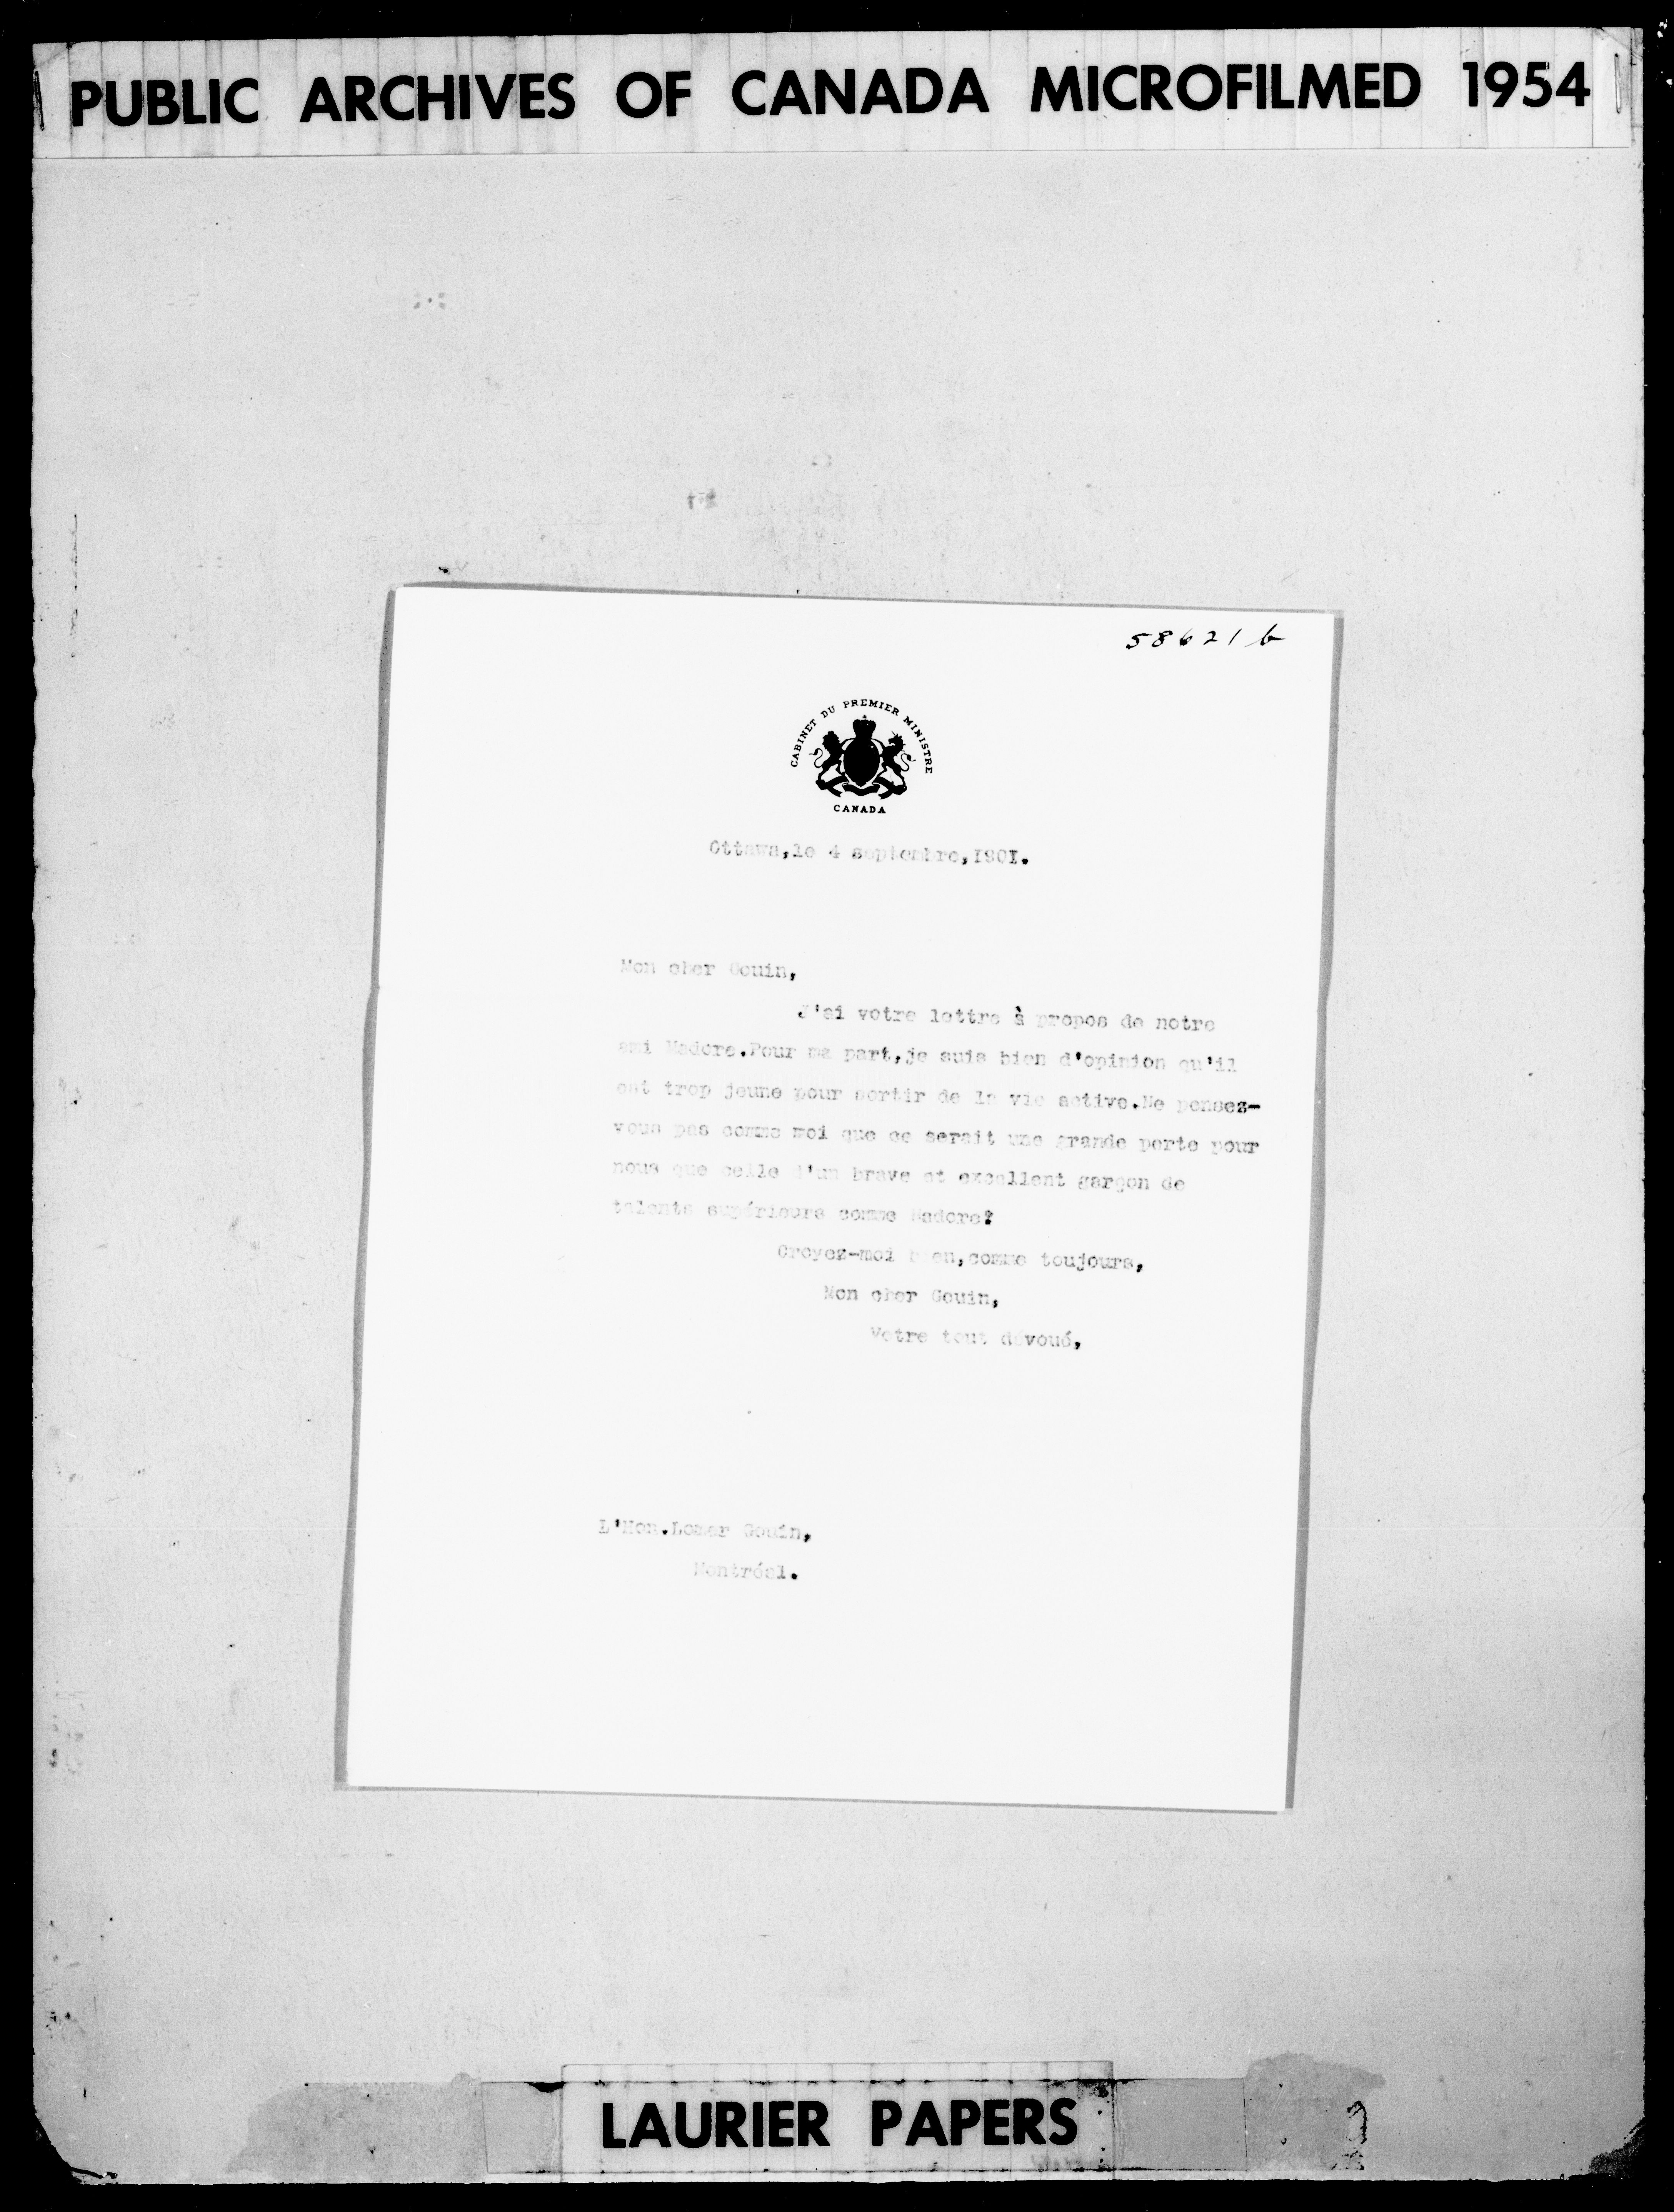 PUBLIC ARCHIVES OF CANADA MICROFILMED 1954
58621 b
CABINET DU PREMIER MINISTRE
CANADA
Ottawa,le 4 septembre,I90I.
Mon cher Gouin,
J'ai votre lettre à propos de notre
ami Madore.Pour ma part,je suis bien d'opinion qu'il
est trop jeune pour sortir de la vie active.Ne pensez-
vous pas comme moi que ce serait une grande perte pour
nous que celle d'un brave et excellent garçon de
talents supérieurs comme Madore?
Croyez-moi bien,comme toujours,
Mon cher Gouin,
Votre tout dévoué,
L'Hon.Lomer Gouin,
Montréal.
LAURIER PAPERS